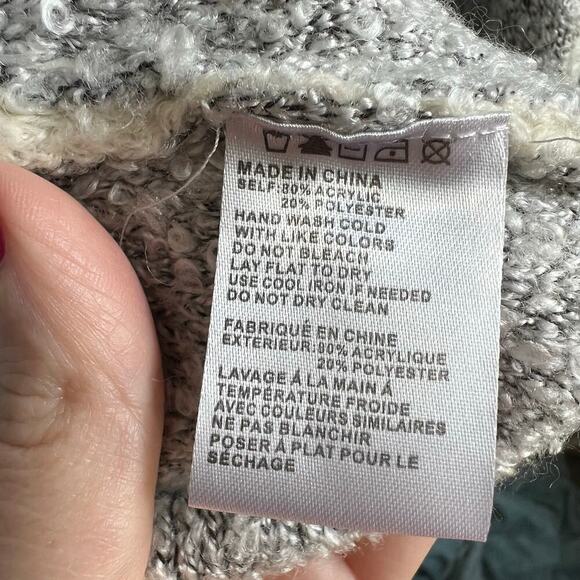 MADE IN CHINA
SELF:80% ACRYLIC
20% POLYESTER
HAND WASH COLD
WITH LIKE COLORS
DO NOT BLEACH
LAY FLAT TO DRY
USE COOL IRON IF NEEDED
DO NOT DRY CLEAN
FABRIQUÉ EN CHINE
EXTERIEUR:80% ACRYLIQUE
20% POLYESTER
LAVAGE Á LA MAIN Á
TEMPÉRATURE FROIDE
AVEC COULEURS SIMILAIRES
NE PAS BLANCHIR
POSER Á PLAT POUR LE
SÉCHAGE